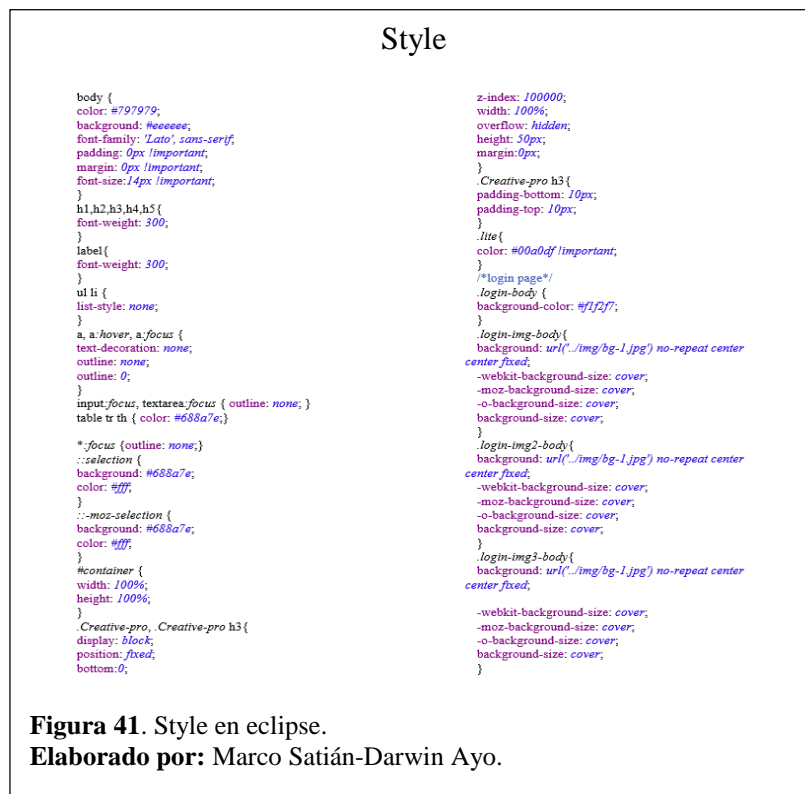 Style
body {
color: #797979;
background: #eeeeee;
font-family: 'Lato', sans-serif;
padding: 0px !important;
margin: 0px !important;
font-size:14px !important;
}
h1,h2,h3,h4,h5{
font-weight: 300;
}
label{
font-weight: 300;
}
ul li {
list-style: none;
}
a, a:hover, a:focus {
text-decoration: none;
outline: none;
outline: 0;
}
input:focus, textarea:focus { outline: none; }
table tr th { color: #688a7e;}
*:focus {outline: none;}
::selection {
background: #688a7e;
color: #fff;
}
::-moz-selection {
background: #688a7e;
color: #fff;
}
#container {
width: 100%;
height: 100%;
}
.Creative-pro, .Creative-pro h3{
display: block;
position: fixed;
bottom:0;
z-index: 100000;
width: 100%;
overflow: hidden;
height: 50px;
margin:0px;
}
.Creative-pro h3{
padding-bottom: 10px;
padding-top: 10px;
}
.lite{
color: #00a0df !important;
}
/*login page*/
.login-body {
background-color: #f1f2f7;
}
.login-img-body{
background: url('../img/bg-1.jpg') no-repeat center
center fixed;
-webkit-background-size: cover;
-moz-background-size: cover;
-o-background-size: cover;
background-size: cover;
}
.login-img2-body{
background: url('../img/bg-1.jpg') no-repeat center
center fixed;
-webkit-background-size: cover;
-moz-background-size: cover;
-o-background-size: cover;
background-size: cover;
}
.login-img3-body{
background: url('../img/bg-1.jpg') no-repeat center
center fixed;
-webkit-background-size: cover;
-moz-background-size: cover;
-o-background-size: cover;
background-size: cover;
}
Figura 41. Style en eclipse.
Elaborado por: Marco Satián-Darwin Ayo.